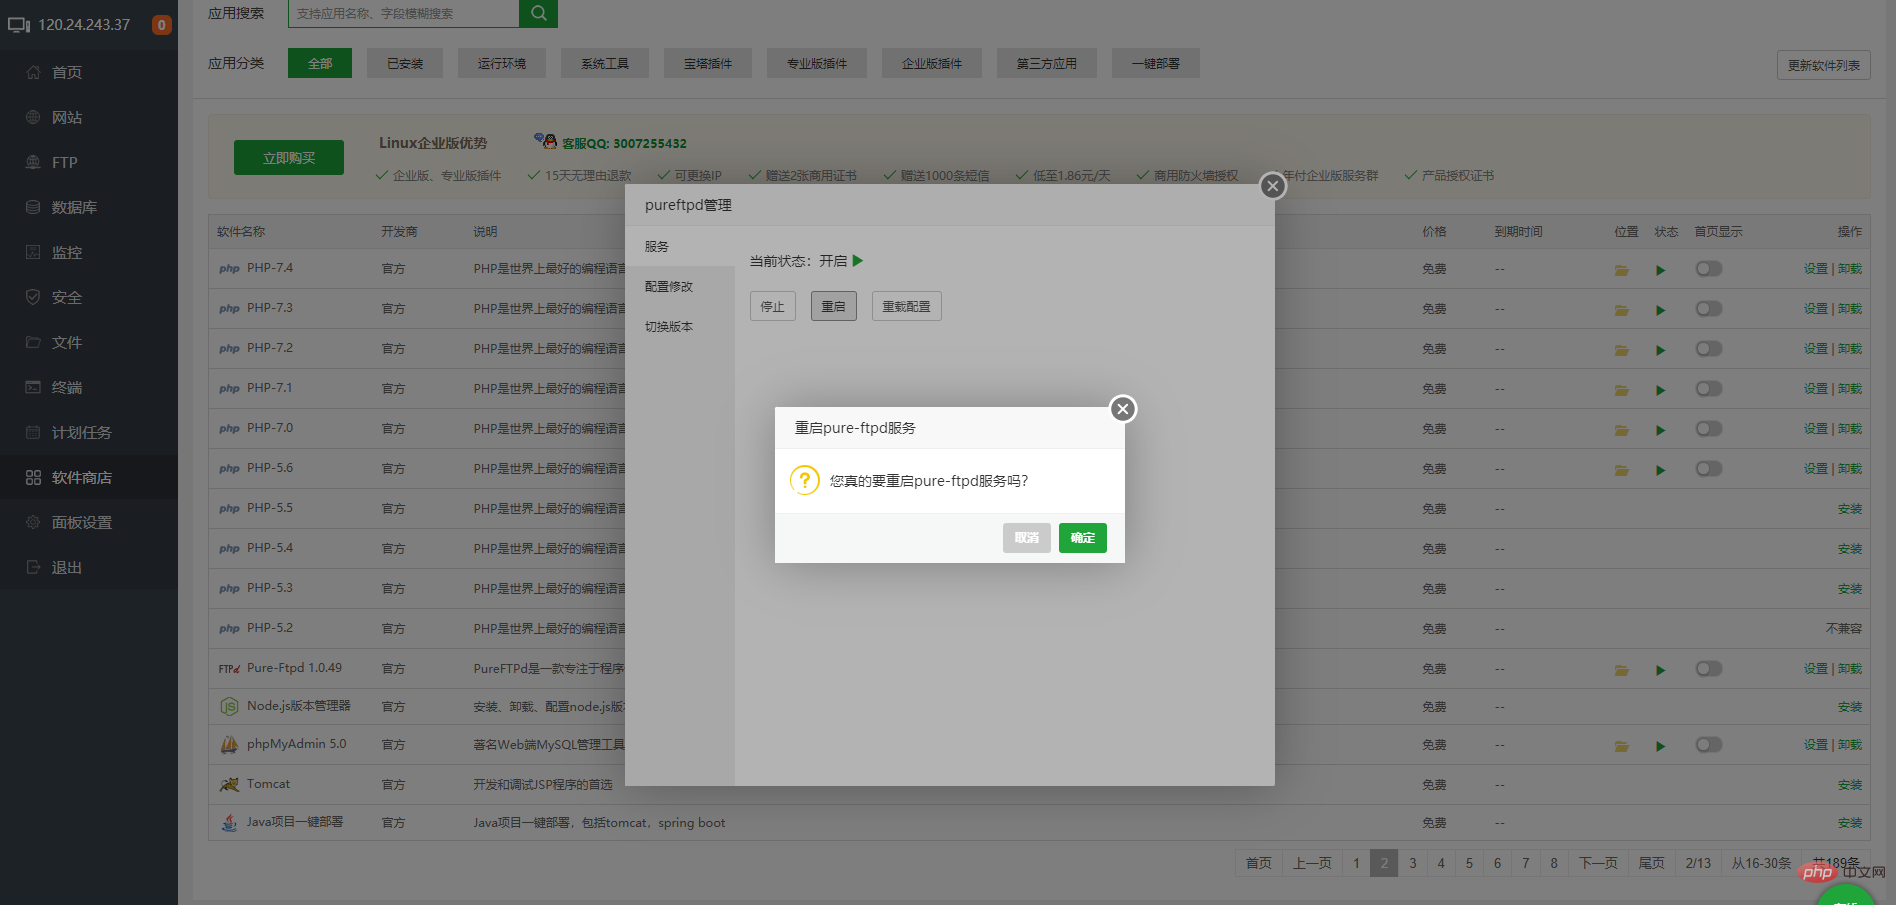 120.24.243.37 0
首页
网站
FTP
数据库
监控
安全
文件
终端
计划任务
软件商店
面板设置
退出
应用搜索 支持应用名称、字段模糊搜索
应用分类 全部 已安装 运行环境 系统工具 宝塔插件 专业版插件 企业版插件 第三方应用 一键部署 更新软件列表
立即购买 Linux企业版优势 客服QQ: 3007255432
企业版、专业版插件 15天无理由退款 可更换IP 赠送2张商用证书 赠送1000条短信 低至1.86元/天 商用防火墙授权 年付企业版服务群 产品授权证书
软件名称 开发商 说明 价格 到期时间 位置 状态 首页显示 操作
php PHP-7.4 官方 PHP是世界上最好的编程语言 免费 -- 设置 | 卸载
php PHP-7.3 官方 PHP是世界上最好的编程语言 免费 -- 设置 | 卸载
php PHP-7.2 官方 PHP是世界上最好的编程语言 免费 -- 设置 | 卸载
php PHP-7.1 官方 PHP是世界上最好的编程语言 免费 -- 设置 | 卸载
php PHP-7.0 官方 PHP是世界上最好的编程语言 免费 -- 设置 | 卸载
php PHP-5.6 官方 PHP是世界上最好的编程语言 免费 -- 设置 | 卸载
php PHP-5.5 官方 PHP是世界上最好的编程语言 免费 -- 安装
php PHP-5.4 官方 PHP是世界上最好的编程语言 免费 -- 安装
php PHP-5.3 官方 PHP是世界上最好的编程语言 免费 -- 安装
php PHP-5.2 官方 PHP是世界上最好的编程语言 免费 -- 不兼容
FTPd Pure-Ftpd 1.0.49 官方 PureFTPd是一款专注于程序 免费 -- 设置 | 卸载
JS Node.js版本管理器 官方 安装、卸载、配置node.js版 免费 -- 安装
phpMyAdmin 5.0 官方 著名Web端MySQL管理工具 免费 -- 设置 | 卸载
Tomcat 官方 开发和调试JSP程序的首选 免费 -- 安装
Java项目一键部署 官方 Java项目一键部署，包括tomcat，spring boot 免费 -- 安装
首页 上一页 1 2 3 4 5 6 7 8 下一页 尾页 2/13 从16-30条 共189条
pureftpd管理
服务
配置修改
切换版本
当前状态：开启
停止 重启 重载配置
重启pure-ftpd服务
? 您真的要重启pure-ftpd服务吗?
取消 确定
php 中文网